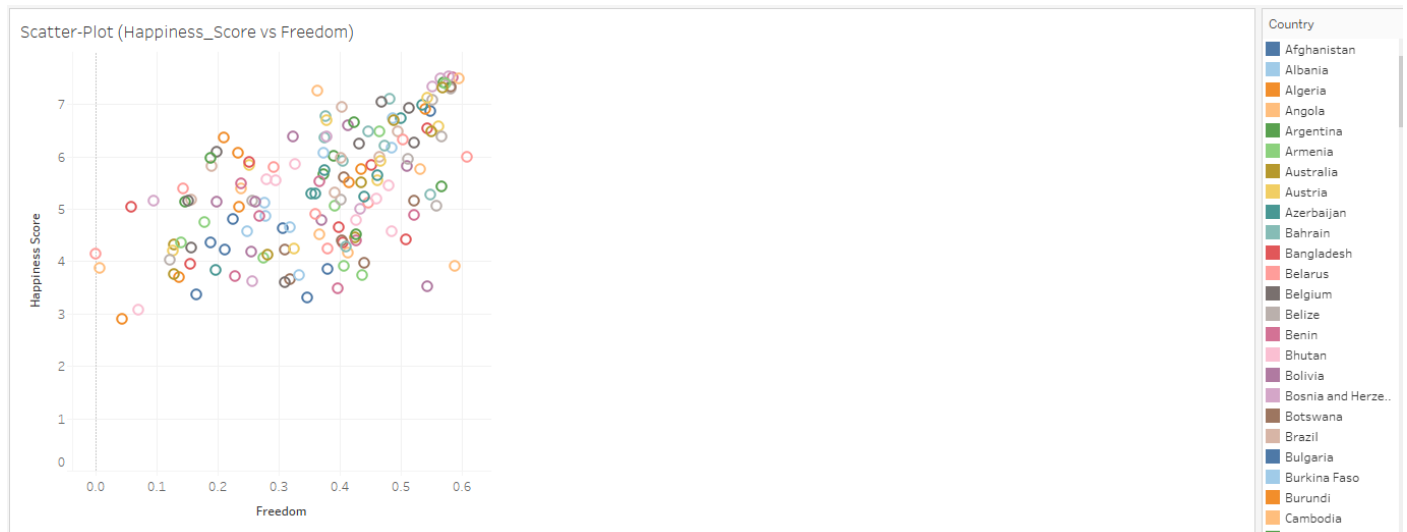 Scatter-Plot (Happiness_Score vs Freedom)
Happiness Score
7
6
5
4
3
2
1
0
0.0 0.1 0.2 0.3 0.4 0.5 0.6
Freedom
Country
Afghanistan
Albania
Algeria
Angola
Argentina
Armenia
Australia
Austria
Azerbaijan
Bahrain
Bangladesh
Belarus
Belgium
Belize
Benin
Bhutan
Bolivia
Bosnia and Herze..
Botswana
Brazil
Bulgaria
Burkina Faso
Burundi
Cambodia